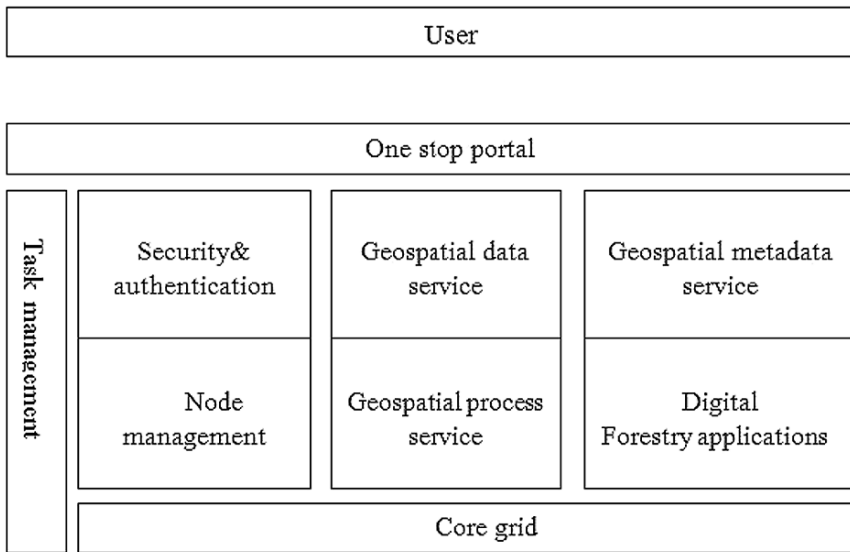 User
One stop portal
Task management
Security&
authentication
Geospatial data
service
Geospatial metadata
service
Node
management
Geospatial process
service
Digital
Forestry applications
Core grid